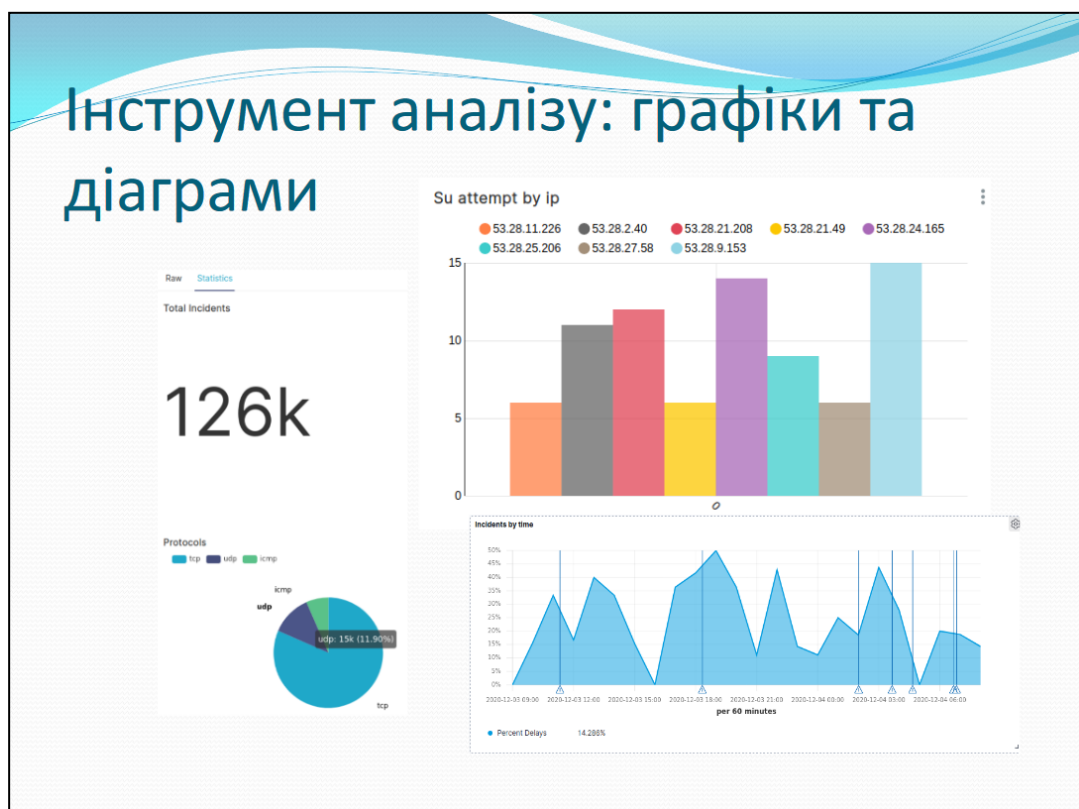 Інструмент аналізу: графіки та
діаграми
Su attempt by ip
53.28.11.226 53.28.2.40 53.28.21.208 53.28.21.49 53.28.24.165
53.28.25.206 53.28.27.58 53.28.9.153
15
10
5
0
0
Raw Statistics
Total Incidents
126k
Protocols
tcp udp icmp
icmp
udp
udp: 15k (11.90%)
tcp
Incidents by time
50%
45%
40%
35%
30%
25%
20%
15%
10%
5%
0%
2020-12-03 09:00 2020-12-03 12:00 2020-12-03 15:00 2020-12-03 18:00 2020-12-03 21:00 2020-12-04 00:00 2020-12-04 03:00 2020-12-04 06:00
per 60 minutes
Percent Delays 14.286%